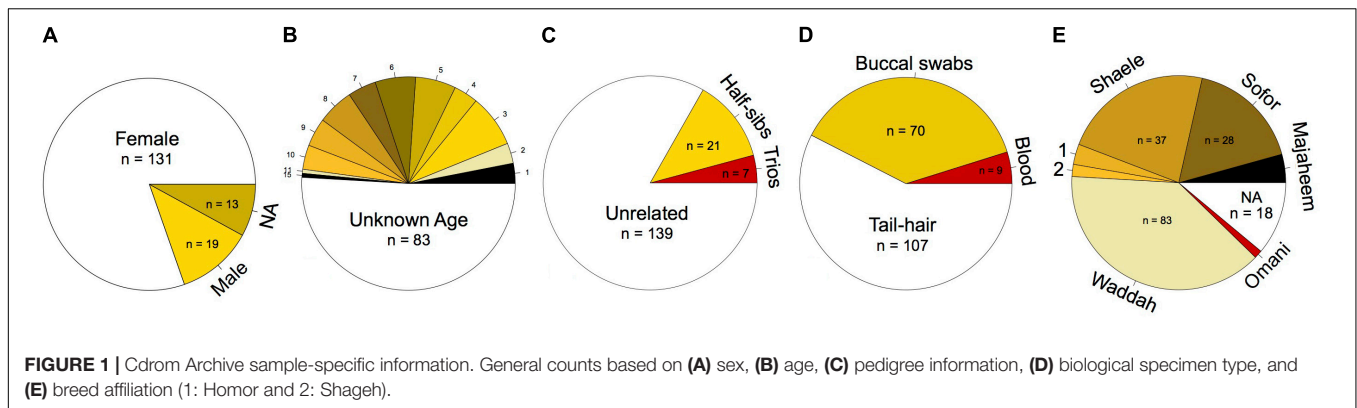 A
B
C
D
E
Female
n = 131
n = 13
NA
n = 19
Male
1
2
3
4
5
6
7
8
9
10
15
Unknown Age
n = 83
Half-sibs
n = 21
Trios
n = 7
Unrelated
n = 139
Buccal swabs
n = 70
Blood
n = 9
Tail-hair
n = 107
Shaele
n = 37
Sofor
n = 28
Majaheem
1
2
NA
n = 18
n = 83
Omani
Waddah
FIGURE 1 | Cdrom Archive sample-specific information. General counts based on (A) sex, (B) age, (C) pedigree information, (D) biological specimen type, and
(E) breed affiliation (1: Homor and 2: Shageh).